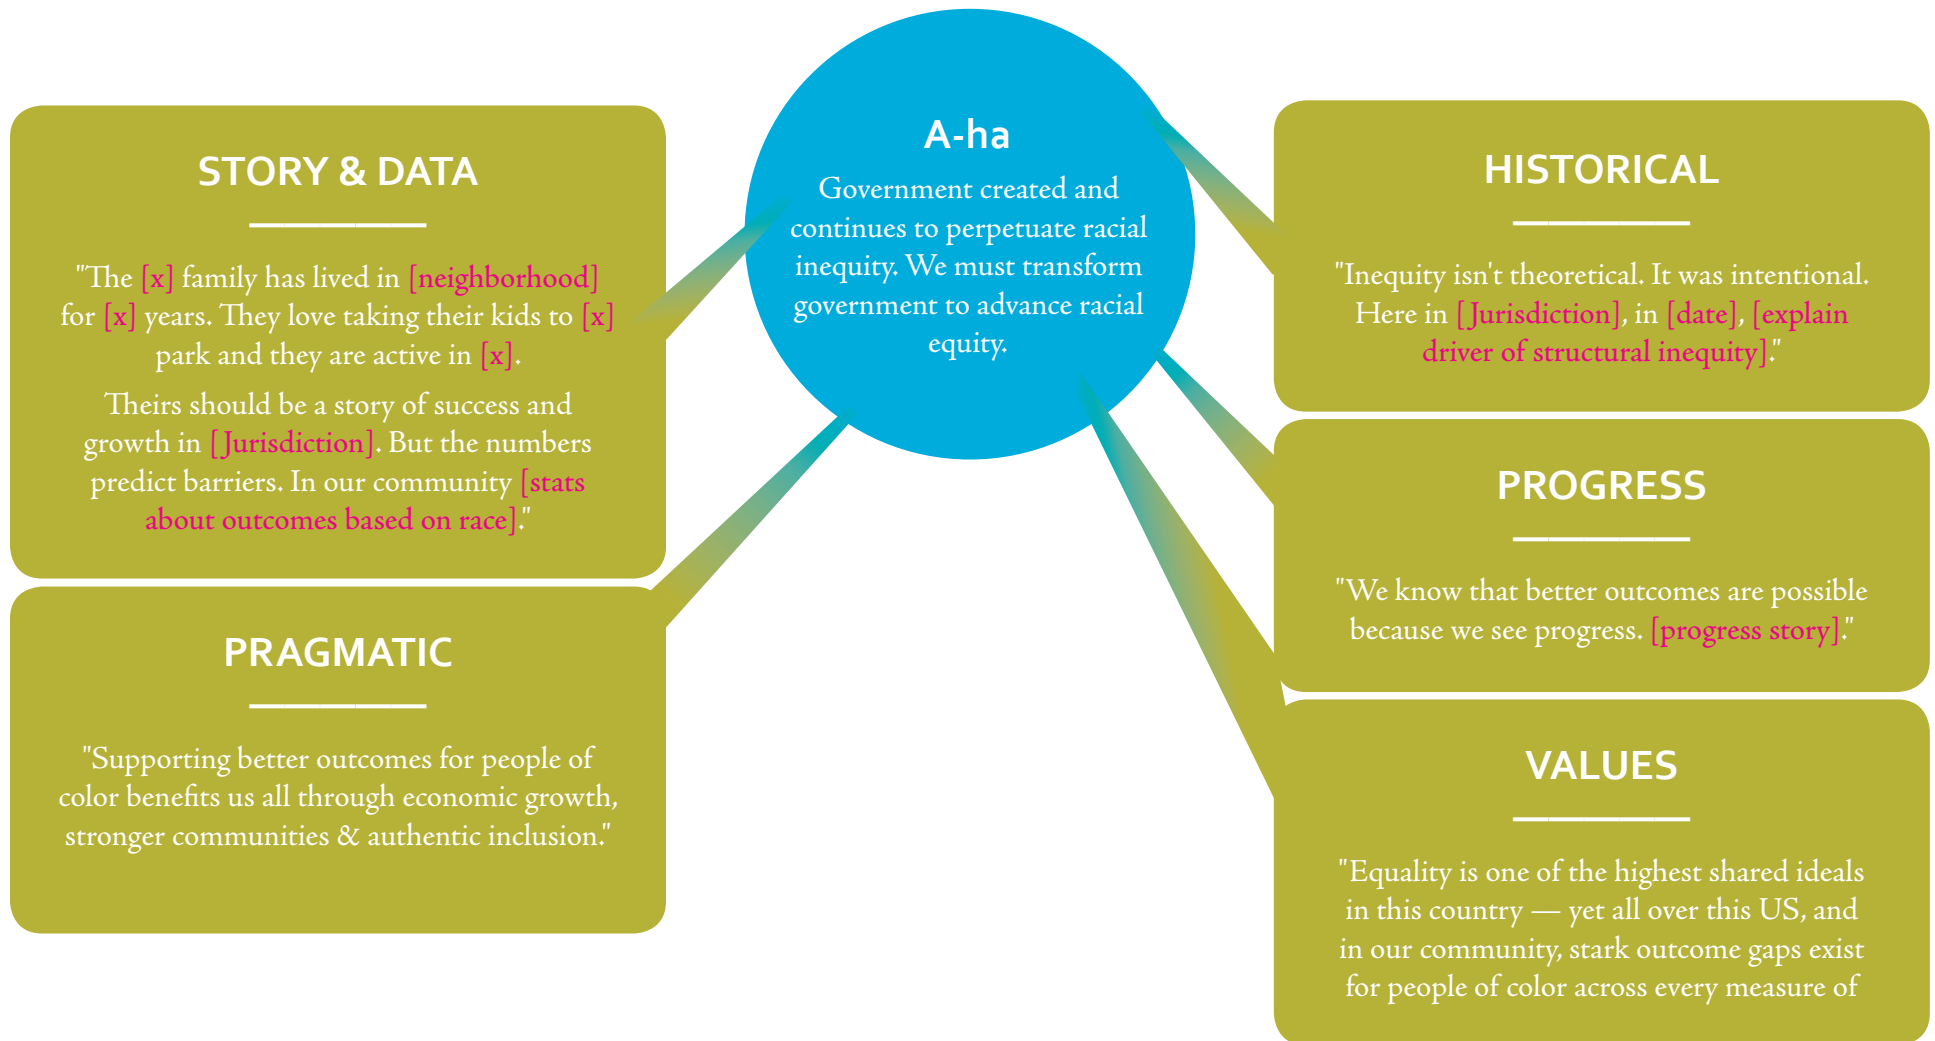 A-ha
Government created and
continues to perpetuate racial
inequity. We must transform
government to advance racial
equity.
STORY & DATA
"The [x] family has lived in [neighborhood]
for [x] years. They love taking their kids to [x]
park and they are active in [x].
Theirs should be a story of success and
growth in [Jurisdiction]. But the numbers
predict barriers. In our community [stats
about outcomes based on race]."
PRAGMATIC
"Supporting better outcomes for people of
color benefits us all through economic growth,
stronger communities & authentic inclusion."
HISTORICAL
"Inequity isn't theoretical. It was intentional.
Here in [Jurisdiction], in [date], [explain
driver of structural inequity]."
PROGRESS
"We know that better outcomes are possible
because we see progress. [progress story]."
VALUES
"Equality is one of the highest shared ideals
in this country — yet all over this US, and
in our community, stark outcome gaps exist
for people of color across every measure of